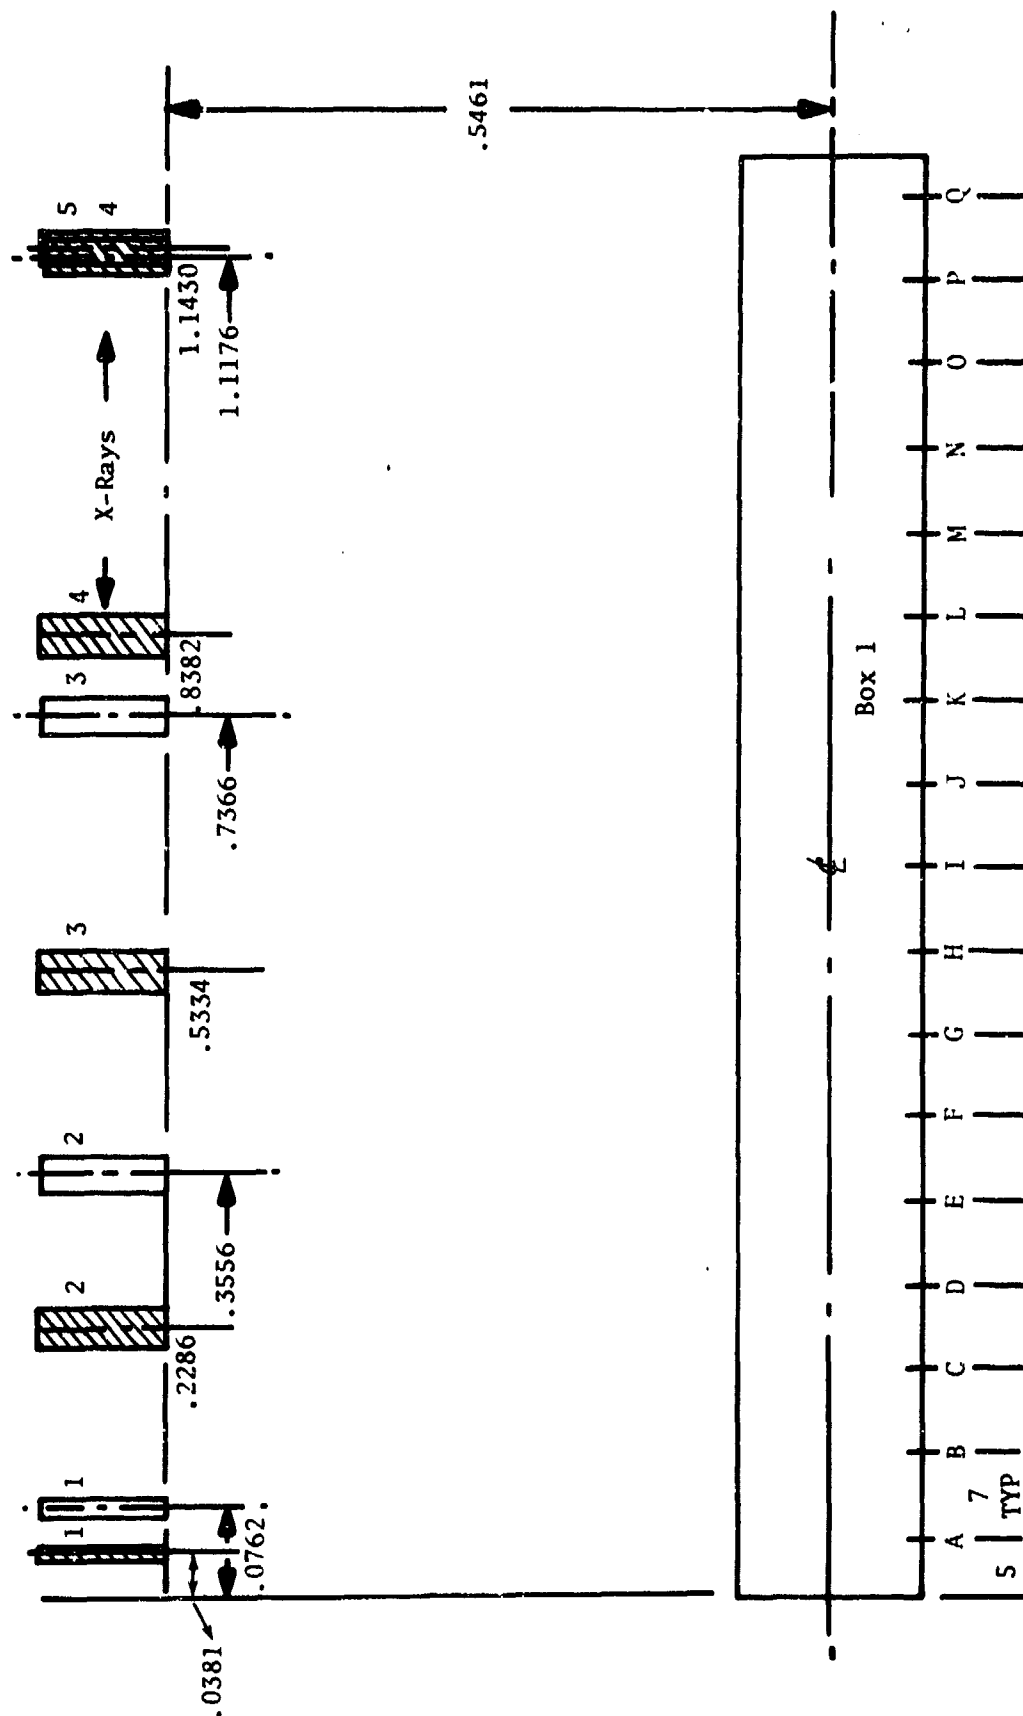 1
1
2
2
3
3
4
X-Rays
5
4
.0381
.0762
.2286
.3556
.5334
.7366
.8382
1.1176
1.1430
.5461
℄
Box 1
A
B
C
D
E
F
G
H
I
J
K
L
M
N
O
P
Q
5
7
TYP